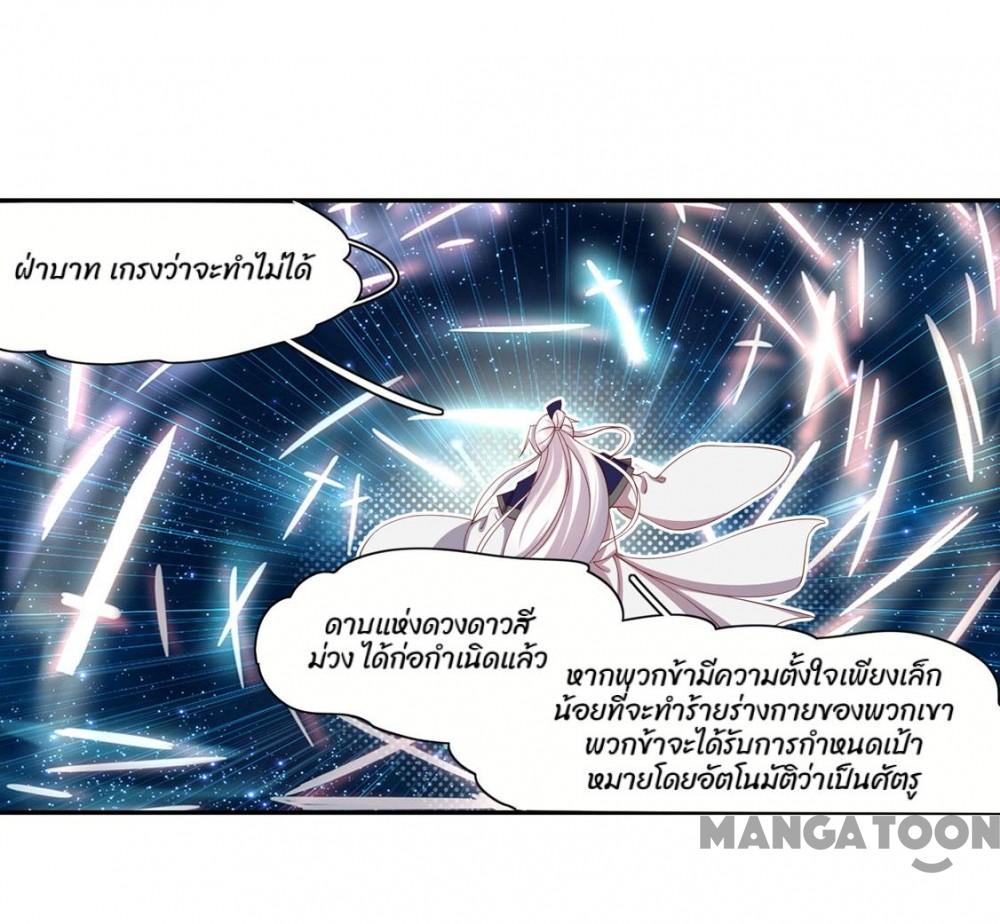 ฝ่าบาท เกรงว่าจะทำไม่ได้
ดาบแห่งดวงดาวสี
ม่วง ได้ก่อกำเนิดแล้ว
หากพวกข้ามีความตั้งใจเพียงเล็ก
น้อยที่จะทำร้ายร่างกายของพวกเขา
พวกข้าจะได้รับการกำหนดเป้า
หมายโดยอัตโนมัติว่าเป็นศัตรู
MANGATOON